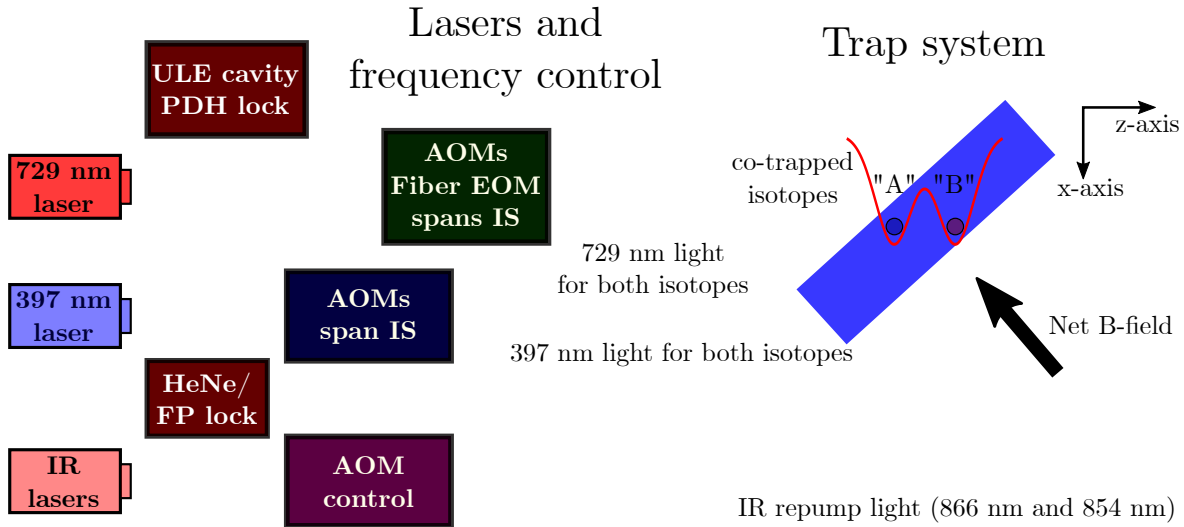 Lasers and
frequency control
Trap system
ULE cavity
PDH lock
AOMs
Fiber EOM
spans IS
729 nm
laser
397 nm
laser
AOMs
span IS
HeNe/
FP lock
IR
lasers
AOM
control
co-trapped
isotopes
"A"
"B"
z-axis
x-axis
729 nm light
for both isotopes
397 nm light for both isotopes
Net B-field
IR repump light (866 nm and 854 nm)